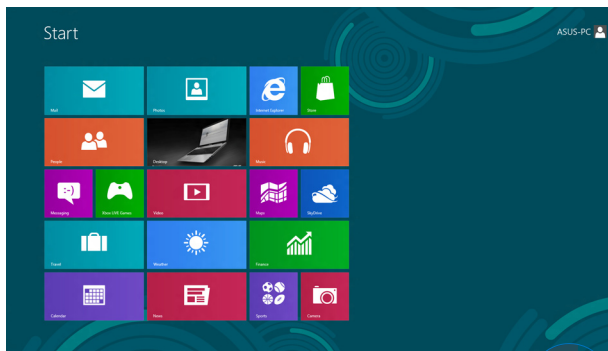 Start
ASUS-PC
Mail
Photos
Internet Explorer
Store
People
Desktop
Music
Messaging
Xbox LIVE Games
Video
Maps
SkyDrive
Travel
Weather
Finance
Calendar
News
Sports
Camera